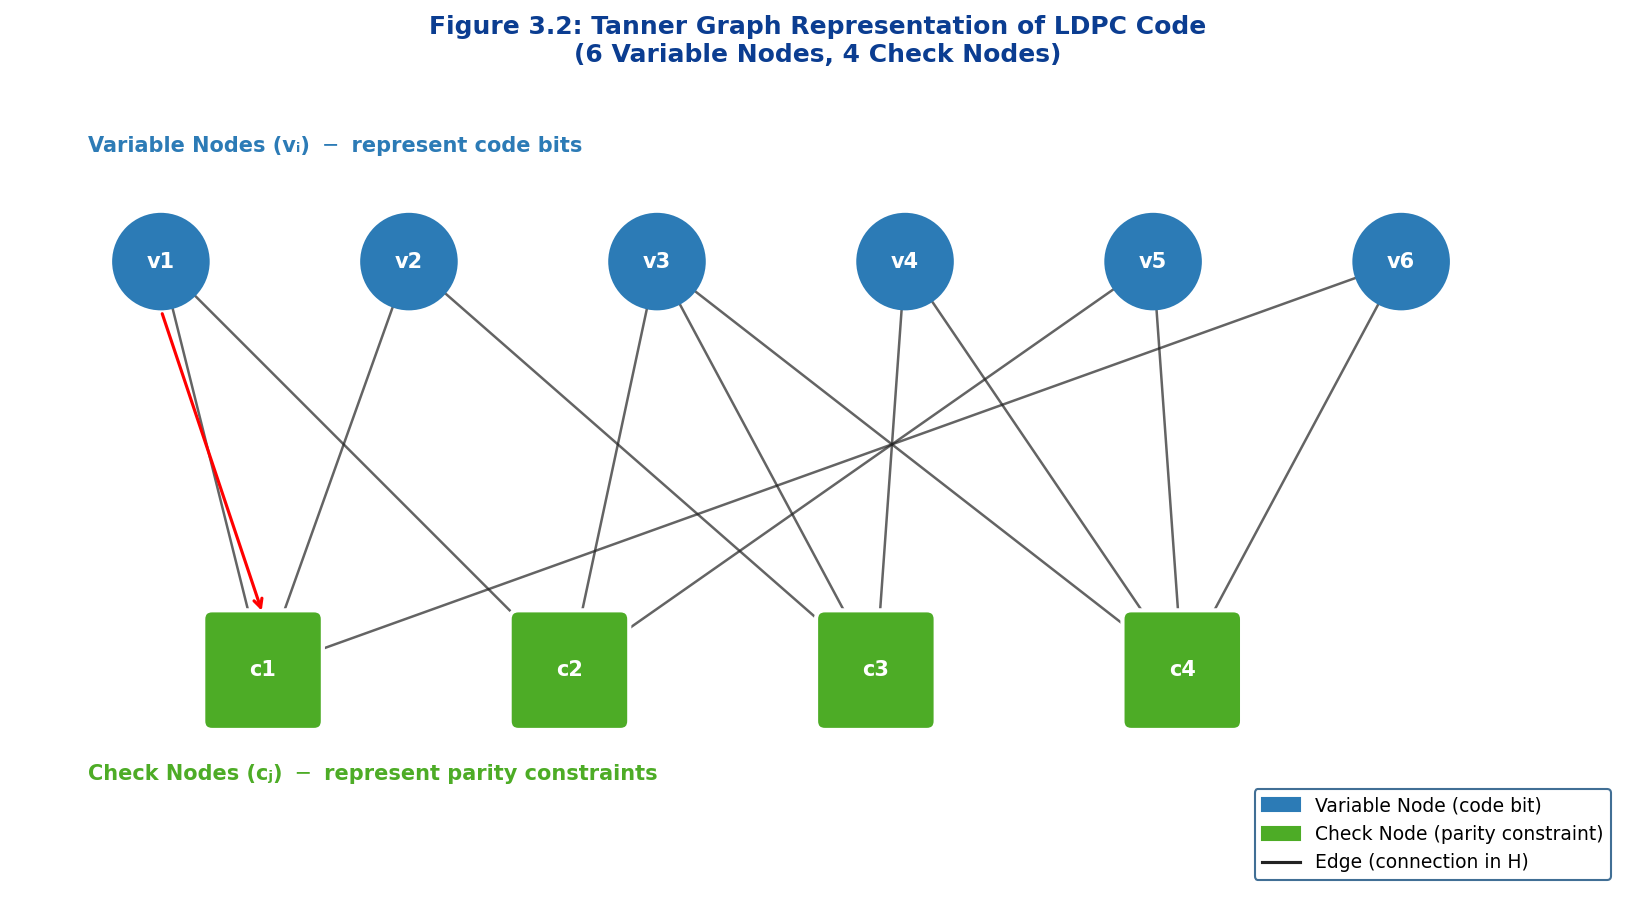 Figure 3.2: Tanner Graph Representation of LDPC Code
(6 Variable Nodes, 4 Check Nodes)
Variable Nodes (vᵢ) − represent code bits
v1 v2 v3 v4 v5 v6
c1 c2 c3 c4
Check Nodes (cⱼ) − represent parity constraints
Variable Node (code bit)
Check Node (parity constraint)
Edge (connection in H)